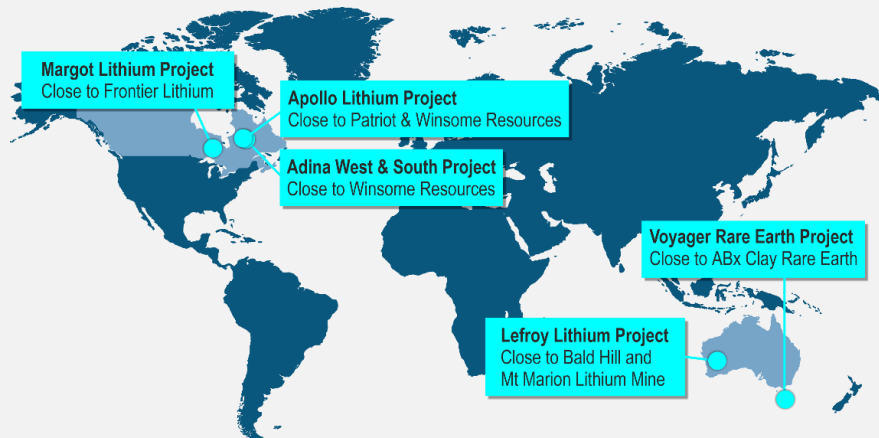 Margot Lithium Project
Close to Frontier Lithium
Apollo Lithium Project
Close to Patriot & Winsome Resources
Adina West & South Project
Close to Winsome Resources
Voyager Rare Earth Project
Close to ABx Clay Rare Earth
Lefroy Lithium Project
Close to Bald Hill and
Mt Marion Lithium Mine